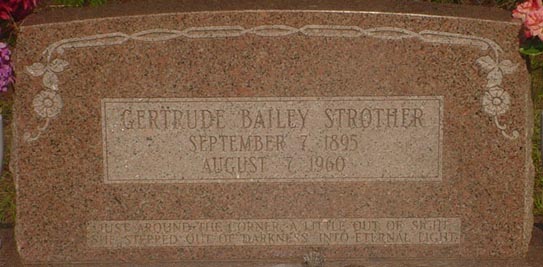 GERTRUDE BAILEY STROTHER
SEPTEMBER 7, 1895
AUGUST 7, 1960
JUST AROUND THE CORNER, A LITTLE OUT OF SIGHT,
SHE STEPPED OUT OF DARKNESS, INTO ETERNAL LIGHT.